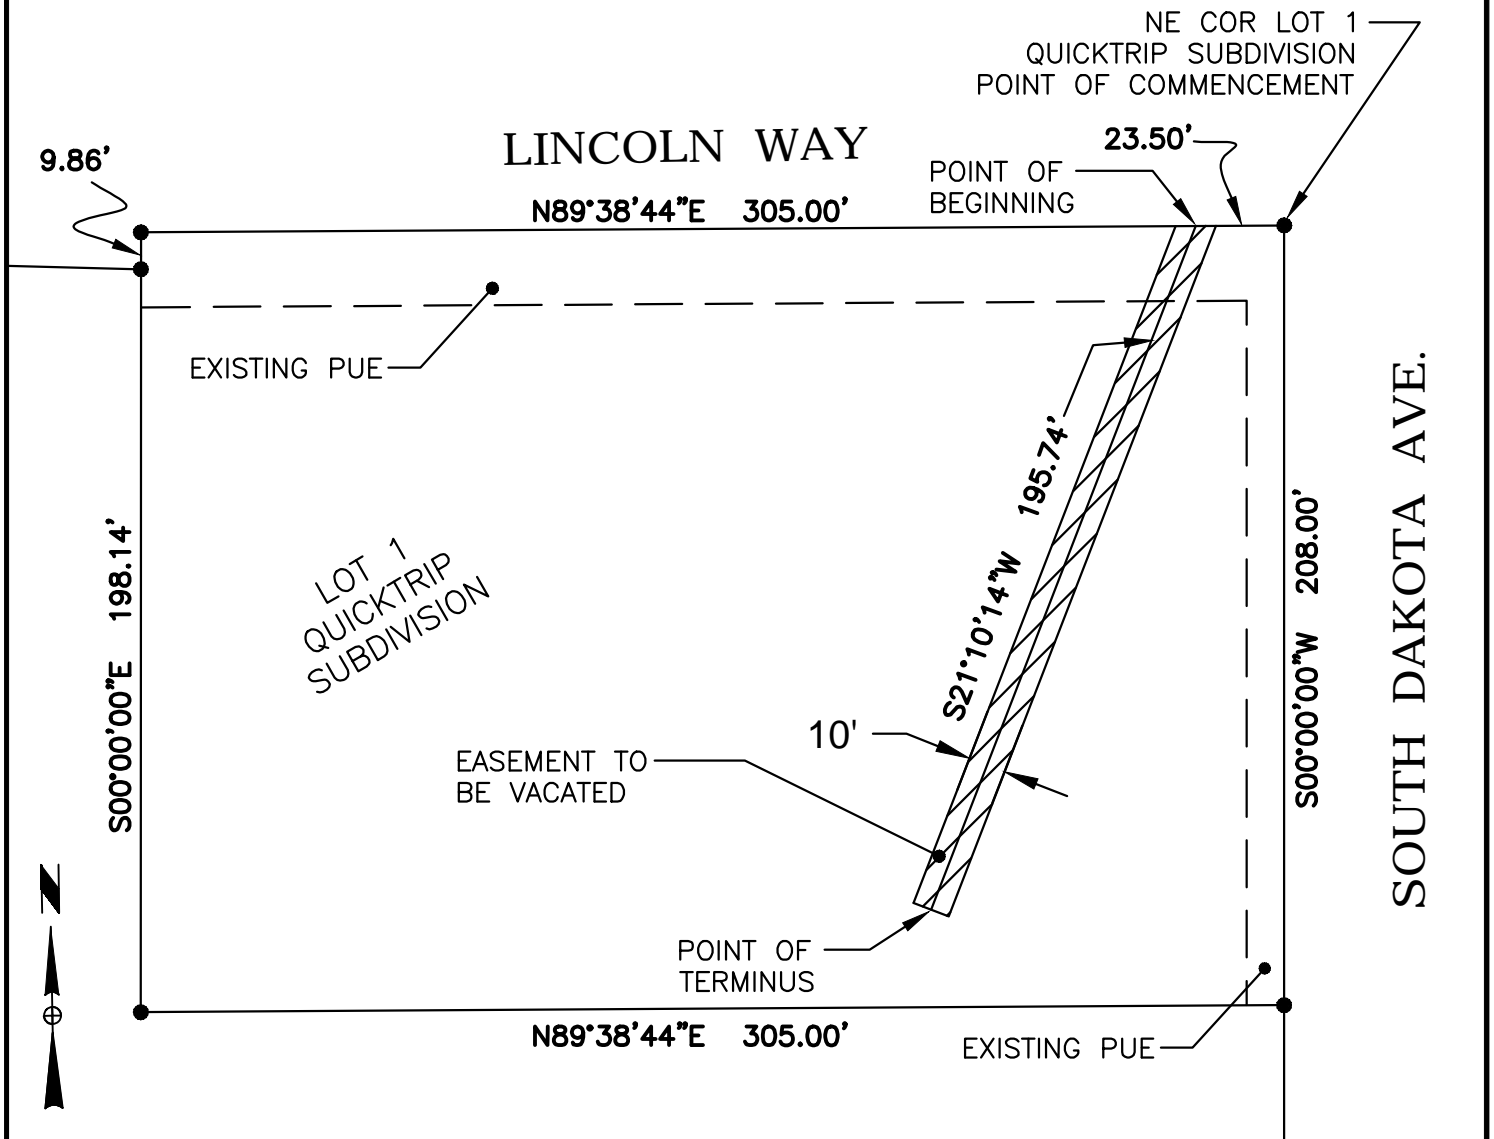 NE COR LOT 1
QUICKTRIP SUBDIVISION
POINT OF COMMENCEMENT
LINCOLN WAY
23.50'
9.86'
POINT OF
BEGINNING
N89°38'44"E 305.00'
EXISTING PUE
195.74'
S21°10'14"W
LOT 1
QUICKTRIP
SUBDIVISION
S00°00'00"E 198.14'
S00°00'00"W 208.00'
SOUTH DAKOTA AVE.
10'
EASEMENT TO
BE VACATED
N
POINT OF
TERMINUS
N89°38'44"E 305.00'
EXISTING PUE